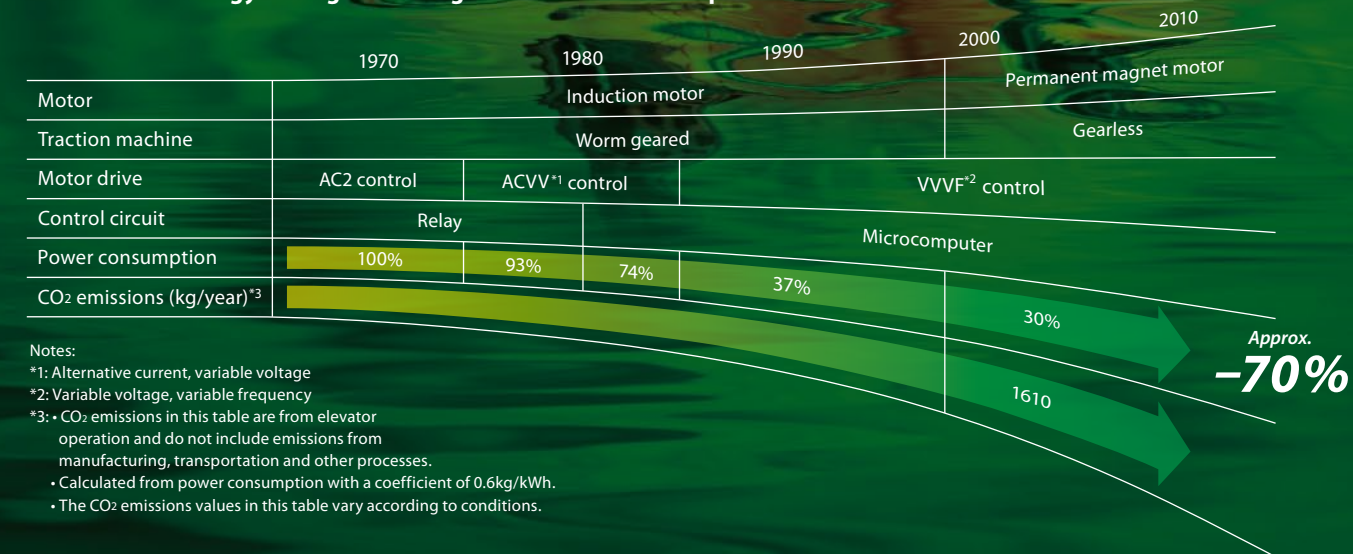 1970 1980 1990 2000 2010
Motor Induction motor Permanent magnet motor
Traction machine Worm geared Gearless
Motor drive AC2 control ACVV*1 control VVVF*2 control
Control circuit Relay Microcomputer
Power consumption 100% 93% 74% 37% 30%
CO2 emissions (kg/year)*3 1610
Approx.
–70%
Notes:
*1: Alternative current, variable voltage
*2: Variable voltage, variable frequency
*3: • CO2 emissions in this table are from elevator
operation and do not include emissions from
manufacturing, transportation and other processes.
• Calculated from power consumption with a coefficient of 0.6kg/kWh.
• The CO2 emissions values in this table vary according to conditions.